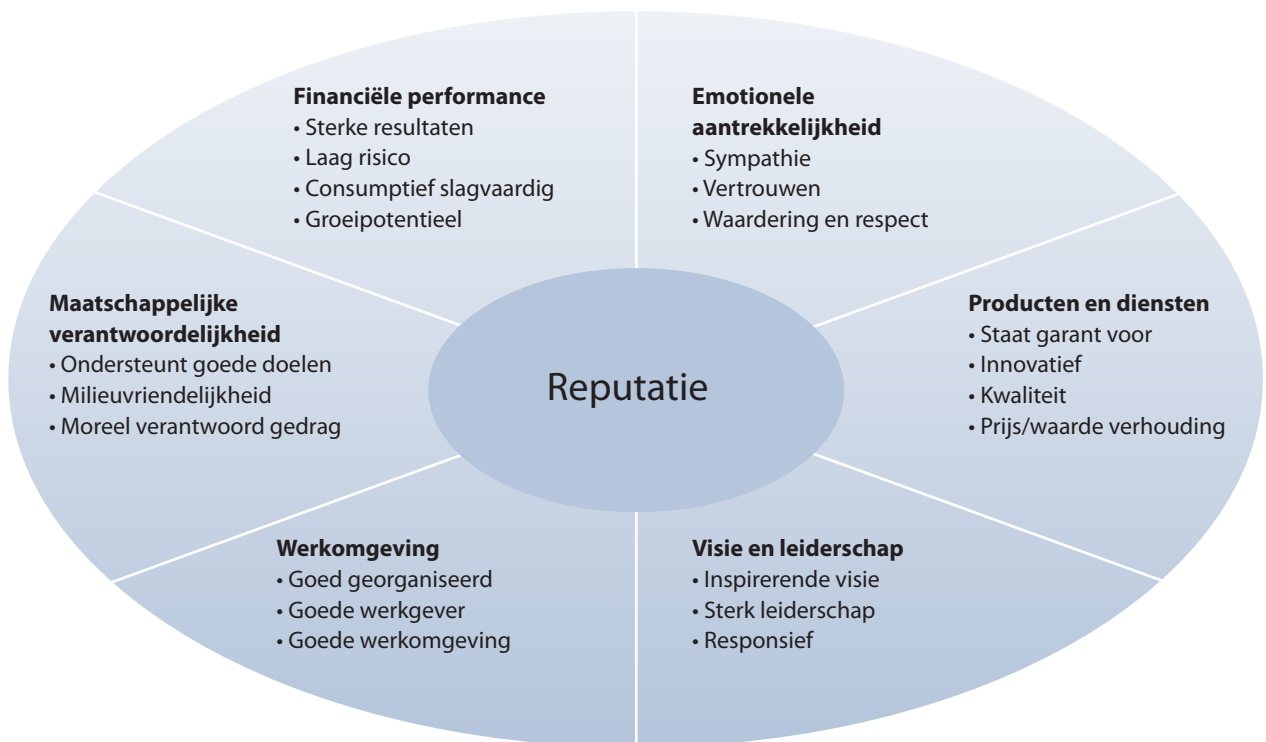 Financiële performance
• Sterke resultaten
• Laag risico
• Consumptief slagvaardig
• Groeipotentieel
Emotionele
aantrekkelijkheid
• Sympathie
• Vertrouwen
• Waardering en respect
Maatschappelijke
verantwoordelijkheid
• Ondersteunt goede doelen
• Milieuvriendelijkheid
• Moreel verantwoord gedrag
Reputatie
Producten en diensten
• Staat garant voor
• Innovatief
• Kwaliteit
• Prijs/waarde verhouding
Werkomgeving
• Goed georganiseerd
• Goede werkgever
• Goede werkomgeving
Visie en leiderschap
• Inspirerende visie
• Sterk leiderschap
• Responsief